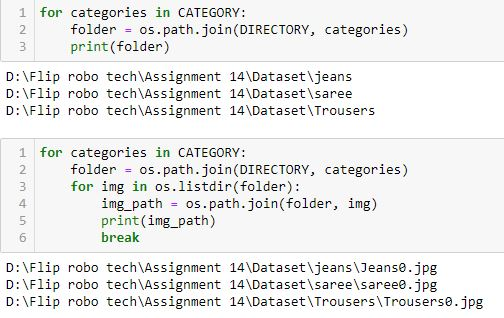 1 for categories in CATEGORY:
2     folder = os.path.join(DIRECTORY, categories)
3     print(folder)
D:\Flip robo tech\Assignment 14\Dataset\jeans
D:\Flip robo tech\Assignment 14\Dataset\saree
D:\Flip robo tech\Assignment 14\Dataset\Trousers
1 for categories in CATEGORY:
2     folder = os.path.join(DIRECTORY, categories)
3     for img in os.listdir(folder):
4         img_path = os.path.join(folder, img)
5         print(img_path)
6         break
D:\Flip robo tech\Assignment 14\Dataset\jeans\Jeans0.jpg
D:\Flip robo tech\Assignment 14\Dataset\saree\saree0.jpg
D:\Flip robo tech\Assignment 14\Dataset\Trousers\Trousers0.jpg